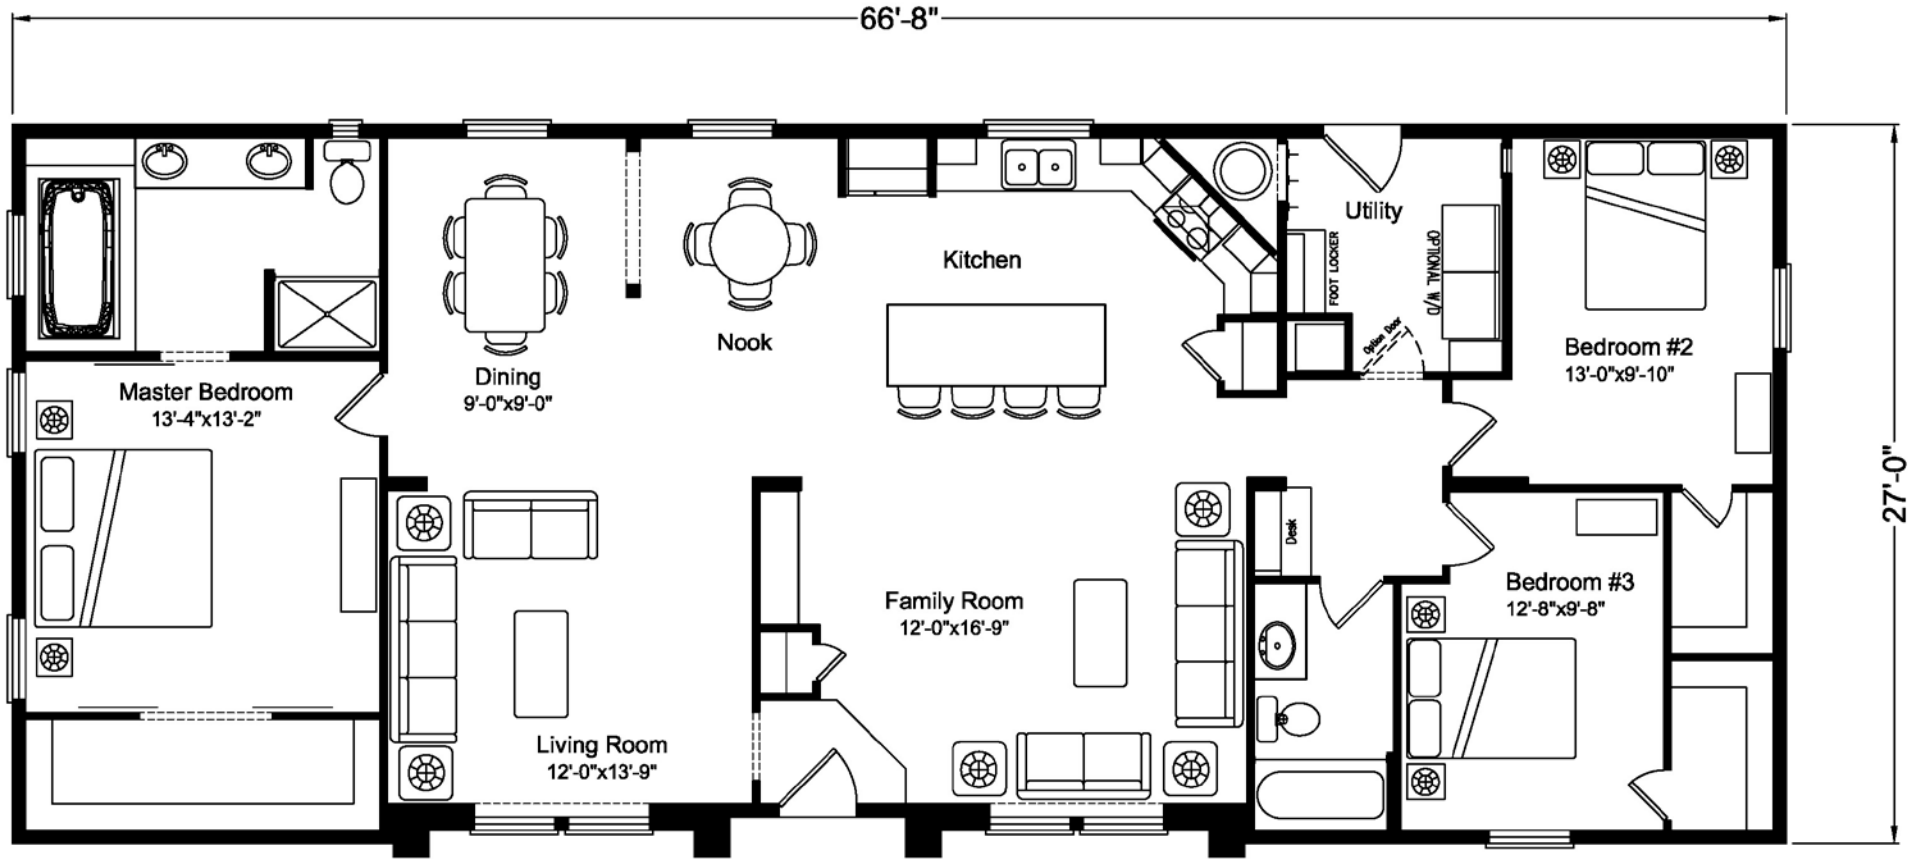 66'-8"
Utility
FOOT LOCKER
OPTIONAL W/D
Kitchen
Option Door
Nook
Bedroom #2
13'-0"x9'-10"
Dining
9'-0"x9'-0"
Master Bedroom
13'-4"x13'-2"
27'-0"
Desk
Bedroom #3
12'-8"x9'-8"
Family Room
12'-0"x16'-9"
Living Room
12'-0"x13'-9"